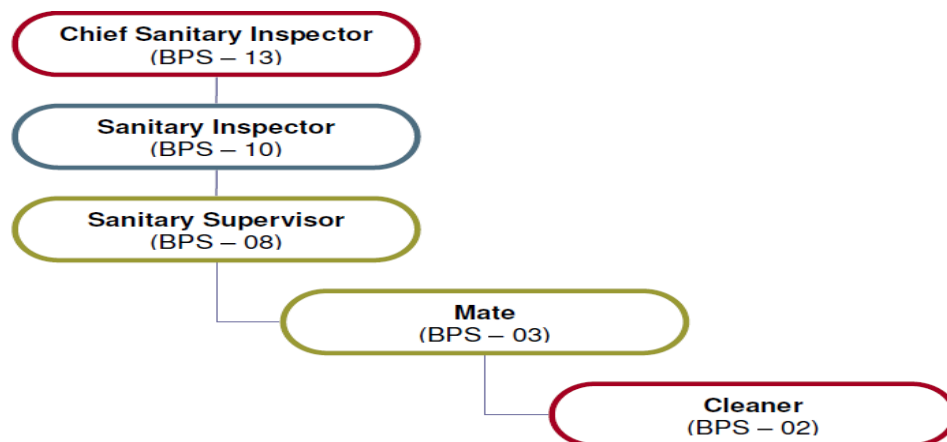 Chief Sanitary Inspector
(BPS – 13)
Sanitary Inspector
(BPS – 10)
Sanitary Supervisor
(BPS – 08)
Mate
(BPS – 03)
Cleaner
(BPS – 02)